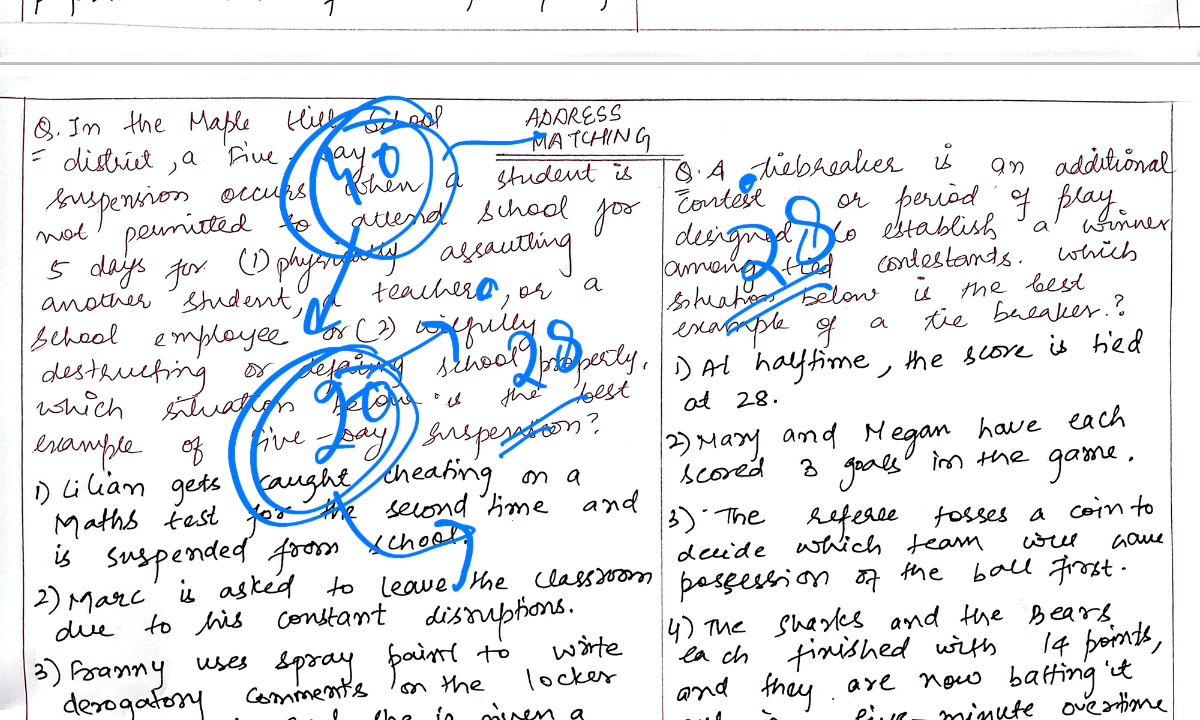 ADDRESS
MATCHING
Q. In the Maple Hill School
district, a Five-Day
suspension occurs when a student is
not permitted to attend school for
5 days for (1) physically assautling
another student, a teacher, or a
school employee or (2) wilfully
destructing or defaing school property,
which situation below is the best
example of Five-Day suspension?
1) Lilian gets caught cheating on a
Maths test for the second time and
is suspended from school.
2) Marc is asked to leave the classroom
due to his constant disruptions.
3) Franny uses spray paint to write
derogatory comments on the locker
she is given a
40
20
28
Q. A tiebreaker is an additional
contest or period of play
designed to establish a winner
among tied contestants. which
situation below is the best
example of a tie breaker.?
1) At halftime, the score is tied
at 28.
2) Mary and Megan have each
scored 3 goals in the game.
3) The referee tosses a coin to
decide which team will have
possession of the ball first.
4) The Sharks and the Bears
each finished with 14 points,
and they are now batting it
five-minute overtime
28